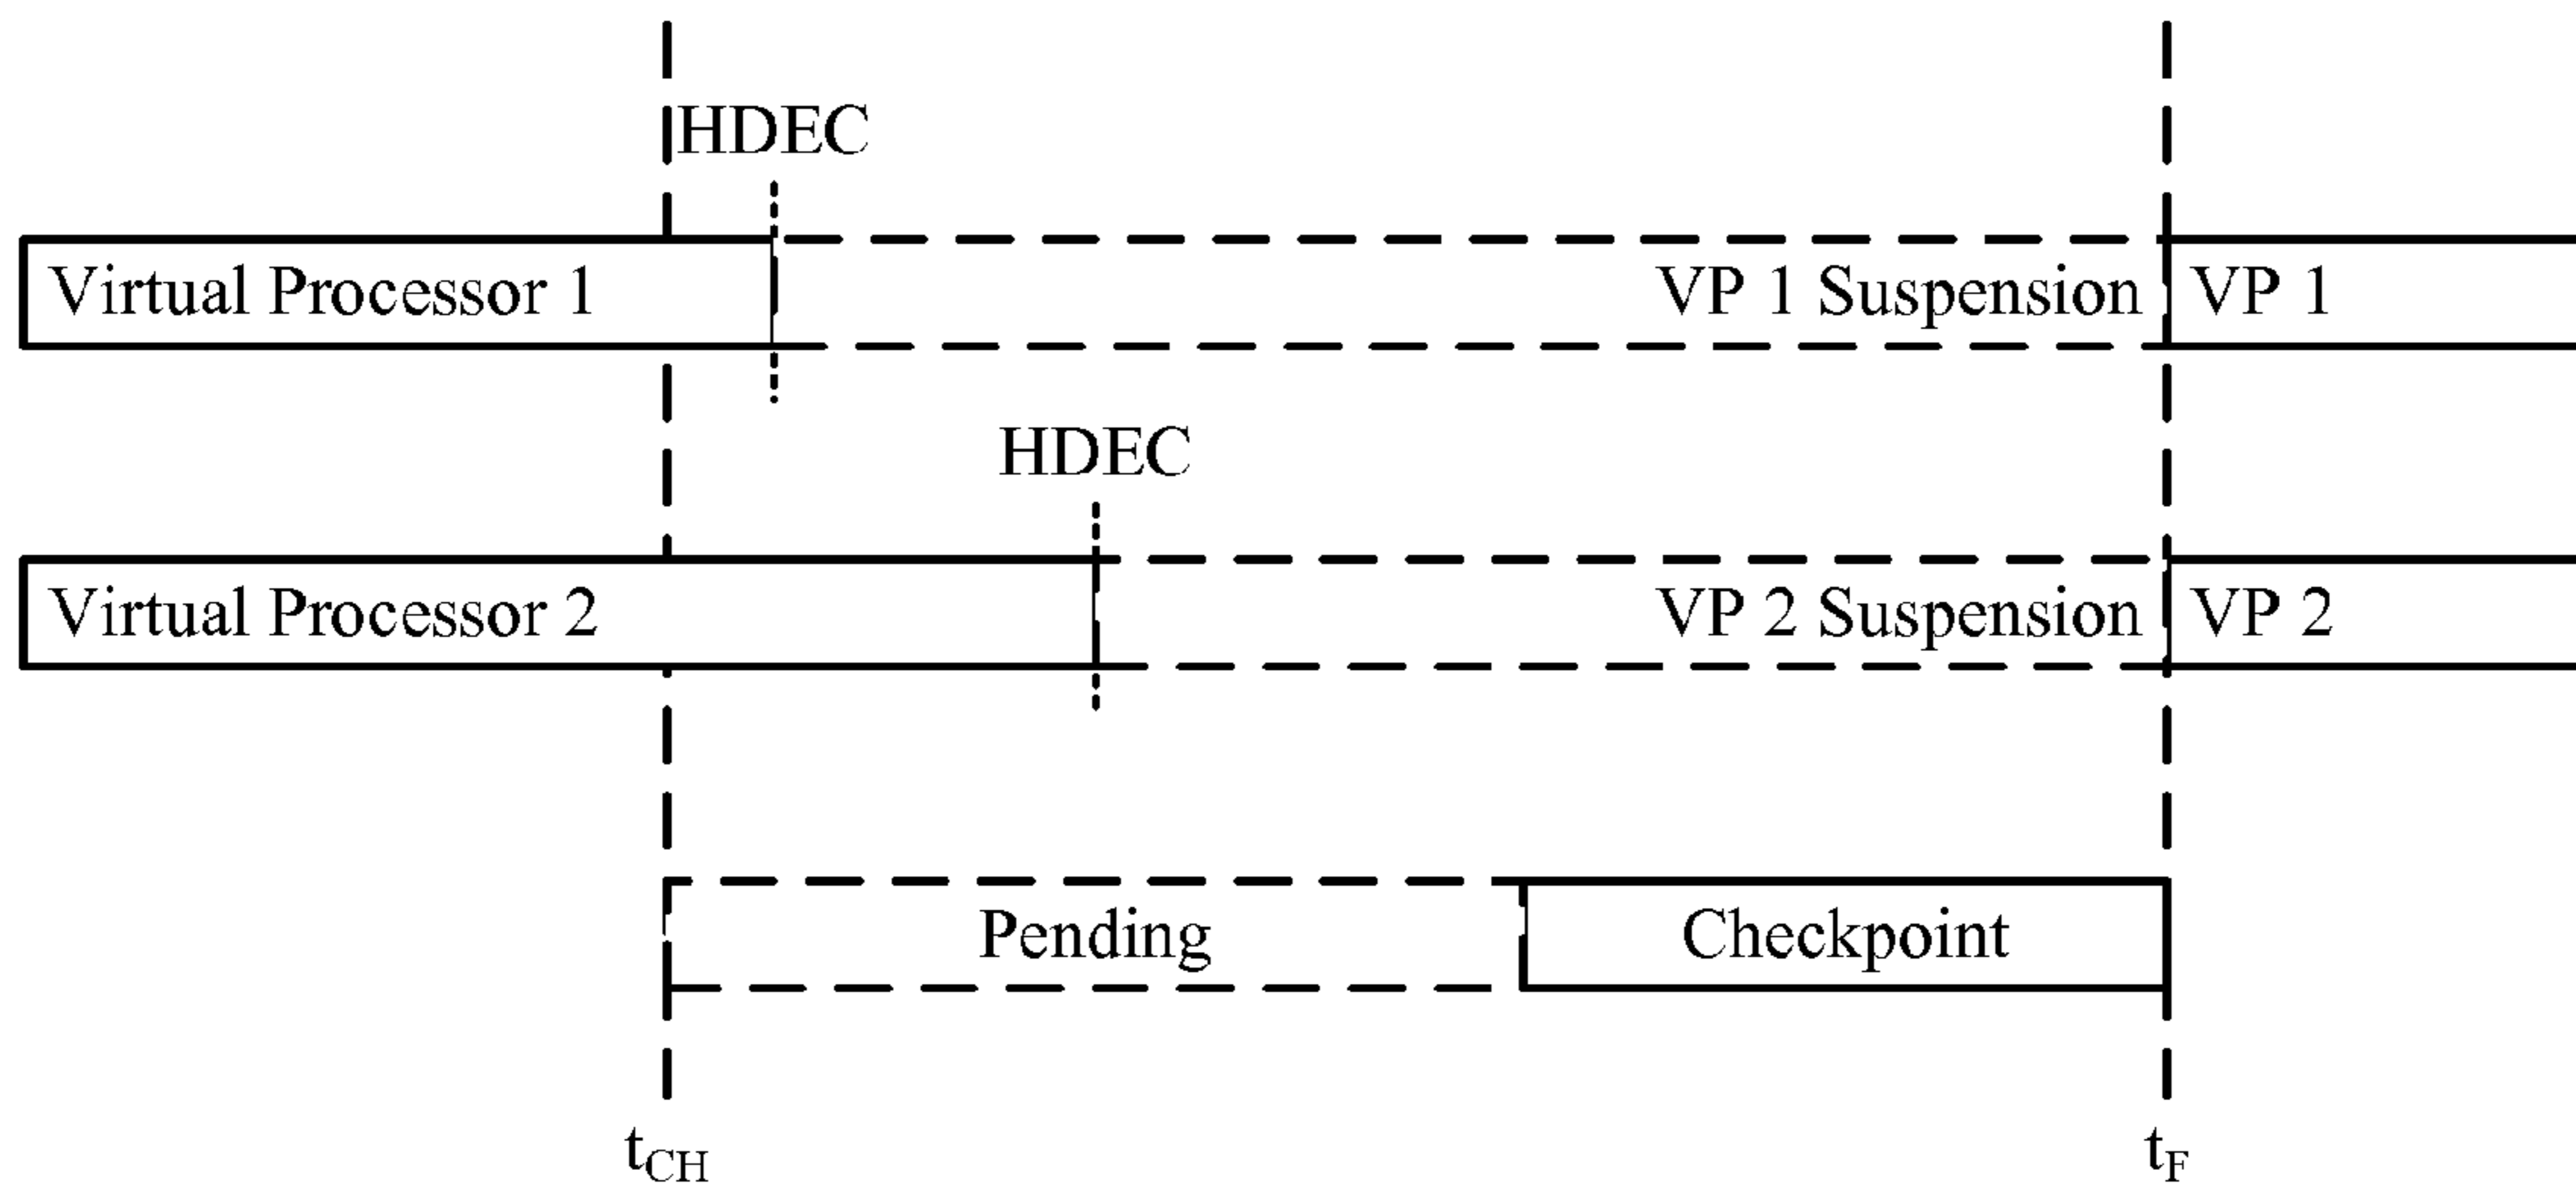 HDEC
Virtual Processor 1
VP 1 Suspension
VP 1
HDEC
Virtual Processor 2
VP 2 Suspension
VP 2
Pending
Checkpoint
tCH
tF